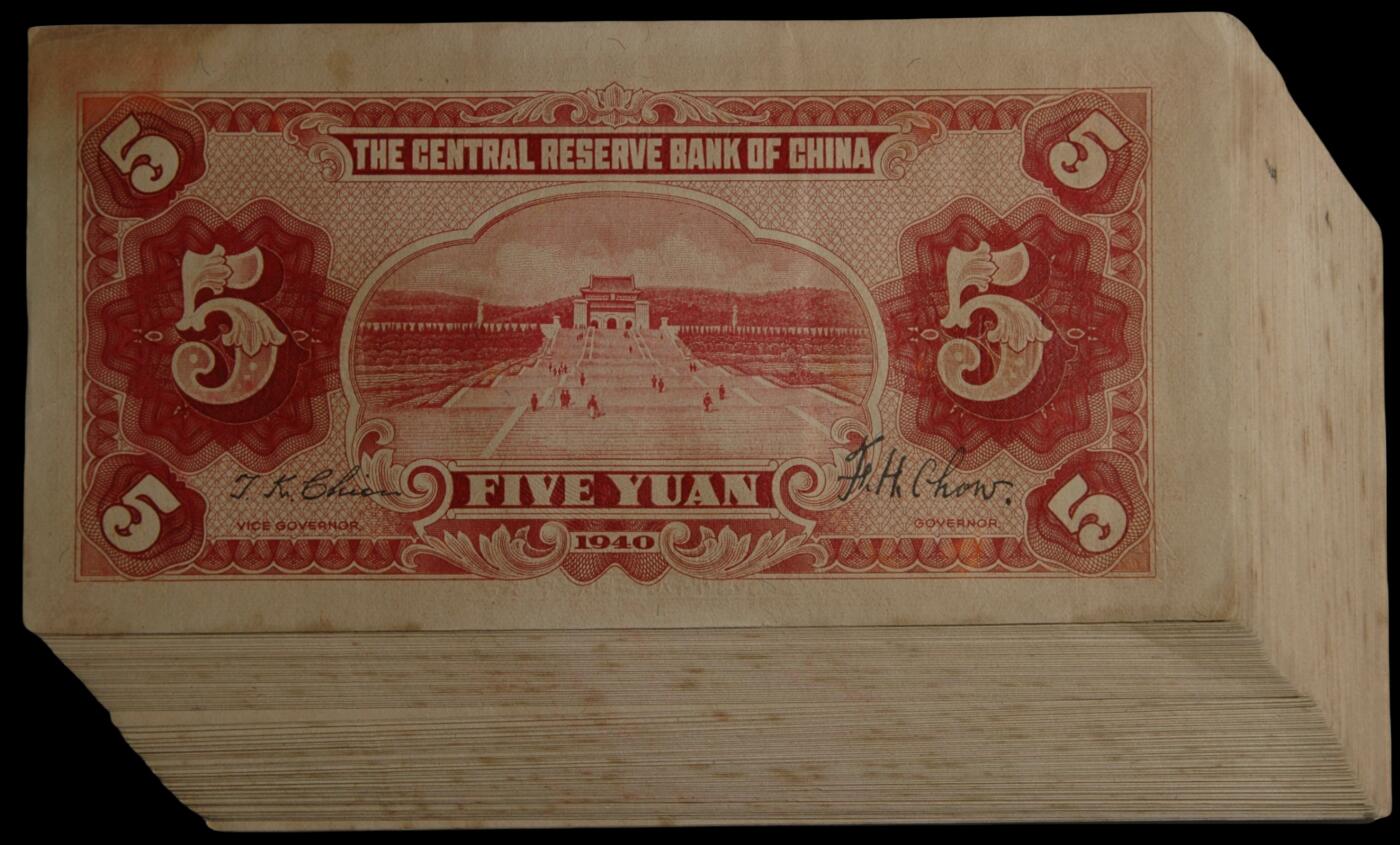 5
5
THE CENTRAL RESERVE BANK OF CHINA
5
5
T. K. Chien
F. H. Chow.
FIVE YUAN
VICE GOVERNOR.
GOVERNOR.
1940
5
5